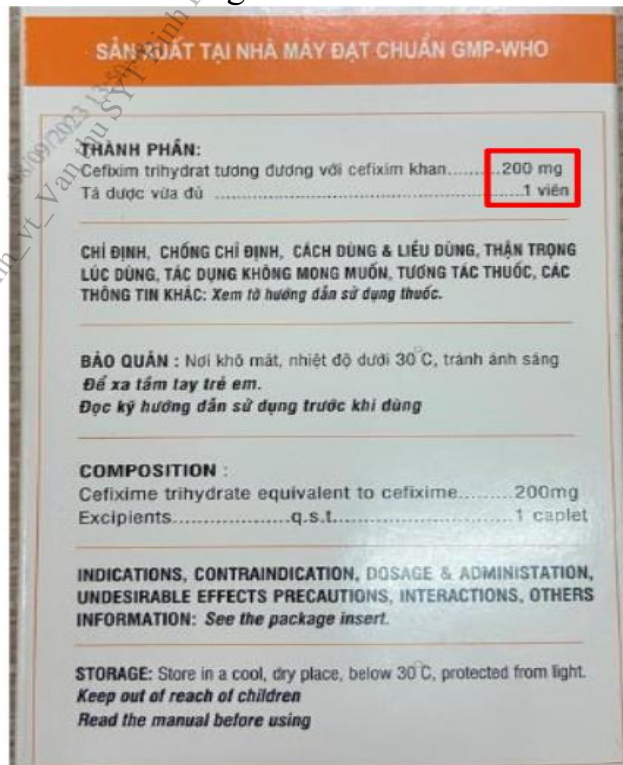 SẢN XUẤT TẠI NHÀ MÁY ĐẠT CHUẨN GMP-WHO
THÀNH PHẦN:
Cefixim trihydrat tương đương với cefixim khan..........200 mg
Tá dược vừa đủ ......................................................1 viên
CHỈ ĐỊNH, CHỐNG CHỈ ĐỊNH, CÁCH DÙNG & LIỀU DÙNG, THẬN TRỌNG
LÚC DÙNG, TÁC DỤNG KHÔNG MONG MUỐN, TƯƠNG TÁC THUỐC, CÁC
THÔNG TIN KHÁC: Xem tờ hướng dẫn sử dụng thuốc.
BẢO QUẢN : Nơi khô mát, nhiệt độ dưới 30°C, tránh ánh sáng
Để xa tầm tay trẻ em.
Đọc kỹ hướng dẫn sử dụng trước khi dùng
COMPOSITION :
Cefixime trihydrate equivalent to cefixime.........200mg
Excipients..................q.s.t............................1 caplet
INDICATIONS, CONTRAINDICATION, DOSAGE & ADMINISTATION,
UNDESIRABLE EFFECTS PRECAUTIONS, INTERACTIONS, OTHERS
INFORMATION: See the package insert.
STORAGE: Store in a cool, dry place, below 30°C, protected from light.
Keep out of reach of children
Read the manual before using